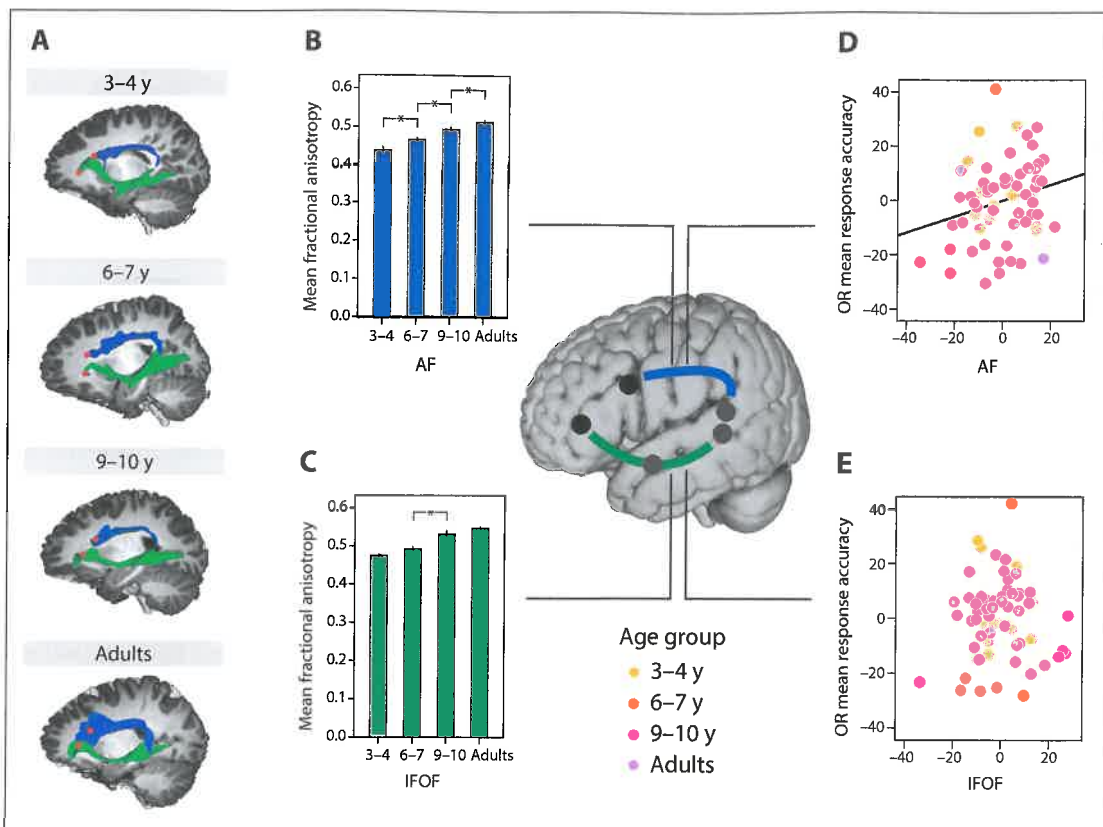 A
3–4 y
6–7 y
9–10 y
Adults
B
Mean fractional anisotropy
0.6
0.5
0.4
0.3
0.2
0.1
0.0
3–4 6–7 9–10 Adults
AF
*
*
*
C
Mean fractional anisotropy
0.6
0.5
0.4
0.3
0.2
0.1
0.0
3–4 6–7 9–10 Adults
IFOF
*
Age group
3–4 y
6–7 y
9–10 y
Adults
D
OR mean response accuracy
40
20
0
−20
−40
−40 −20 0 20
AF
E
OR mean response accuracy
40
20
0
−20
−40
−40 −20 0 20
IFOF